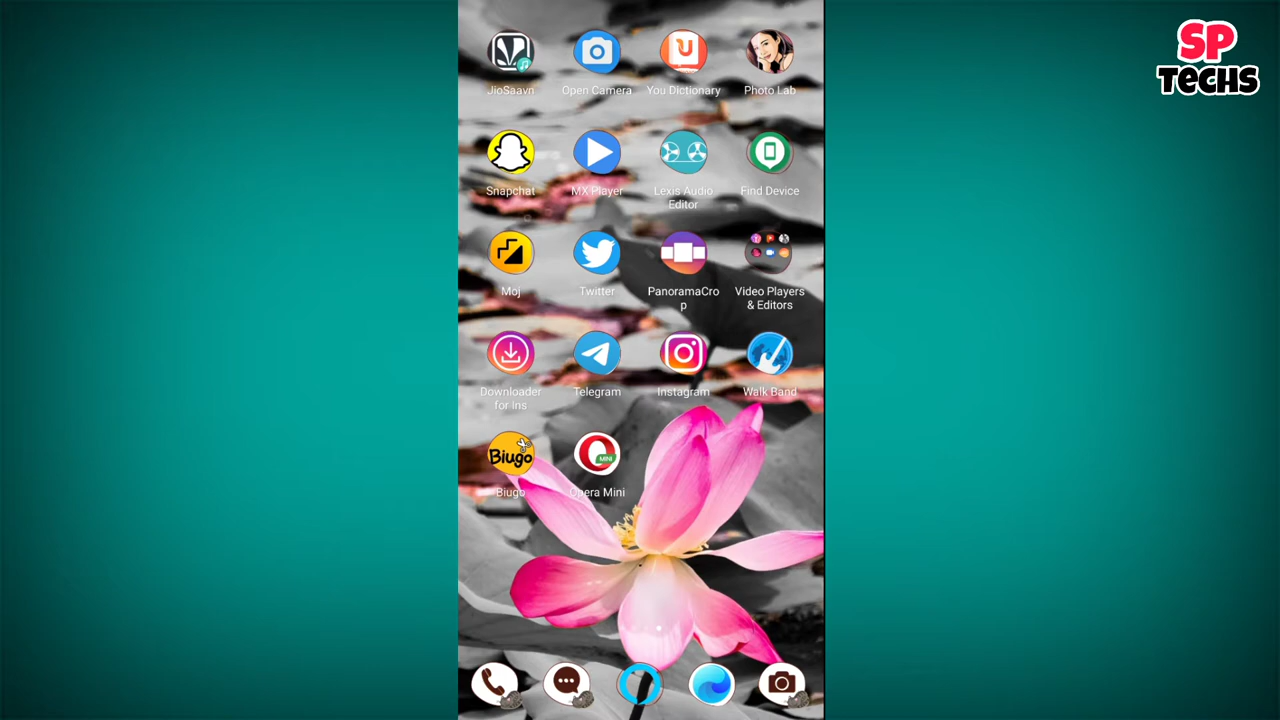 SP
Techs
JioSaavn
Open Camera
You Dictionary
Photo Lab
Snapchat
MX Player
Lexis Audio
Editor
Find Device
Moj
Twitter
PanoramaCro
p
Video Players
& Editors
Downloader
for Ins
Telegram
Instagram
Walk Band
Biugo
Biugo
MINI
Opera Mini